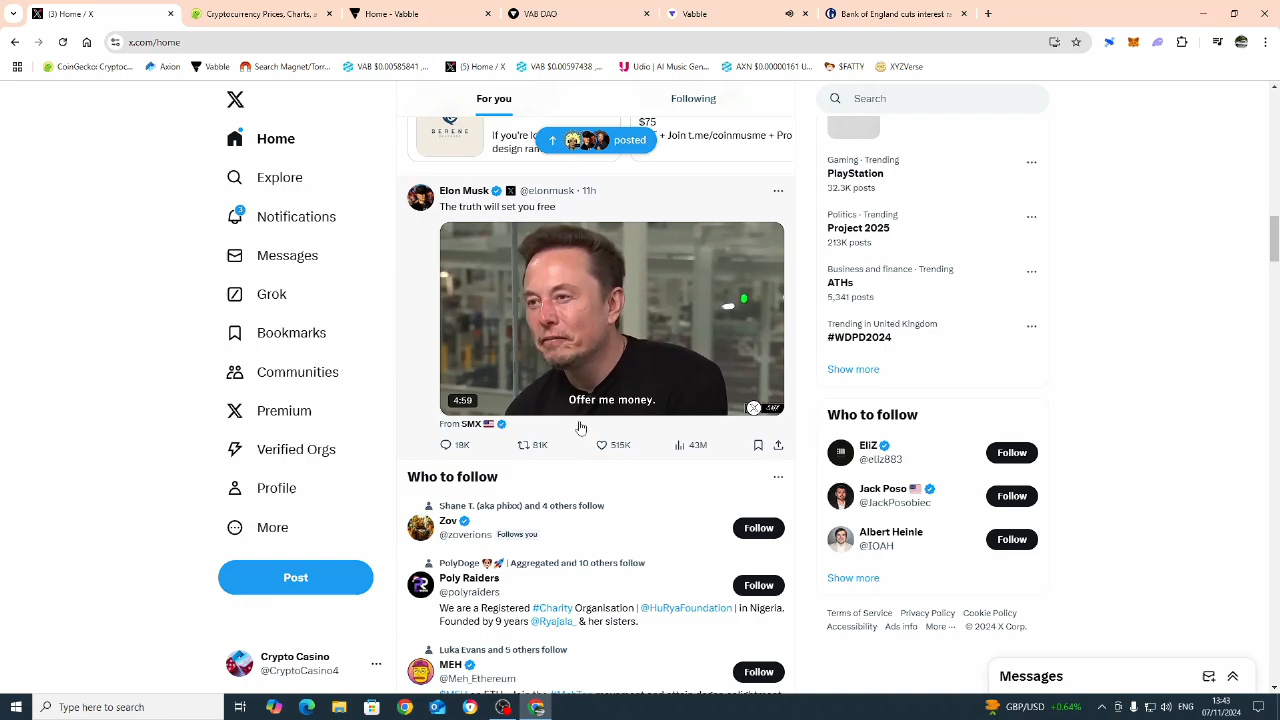 (3) Home / X
Cryptocurrency Prices
Home - Vabble
VAB DAO
Vabble
Bank of England cuts interest ra
x.com/home
CoinGecko: Cryptoc...
Axion
Vabble
Search Magnet/Torr...
VAB $0.00585841 ,...
(3) Home / X
VAB $0.00597438 ,...
Udio | AI Music Gen...
AXN $0.00000161 U...
$FATTY
XYZVerse
Home
Explore
Notifications
3
Messages
Grok
Bookmarks
Communities
Premium
Verified Orgs
Profile
More
Post
Crypto Casino
@CryptoCasino4
For you
Following
BERENE
If you're lo
design ran
$75
+ Join t.me/coinmusme + Pro
posted
Elon Musk @elonmusk · 11h
The truth will set you free
Offer me money.
4:59
From SMX
18K
81K
515K
43M
Who to follow
Shane T. (aka phixx) and 4 others follow
Zov
@zoverions Follows you
Follow
PolyDoge | Aggregated and 10 others follow
Poly Raiders
@polyraiders
Follow
We are a Registered #Charity Organisation | @HuRyaFoundation | in Nigeria.
Founded by 9 years @Ryajala_ & her sisters.
Luka Evans and 5 others follow
MEH
@Meh_Ethereum
Follow
Search
Gaming · Trending
PlayStation
32.3K posts
Politics · Trending
Project 2025
213K posts
Business and finance · Trending
ATHs
5,341 posts
Trending in United Kingdom
#WDPD2024
Show more
Who to follow
EliZ
@eliz883
Follow
Jack Poso
@JackPosobiec
Follow
Albert Heinle
@IOAH
Follow
Show more
Terms of Service Privacy Policy Cookie Policy
Accessibility Ads info More ··· © 2024 X Corp.
Messages
Type here to search
GBP/USD +0.64%
13:43
07/11/2024